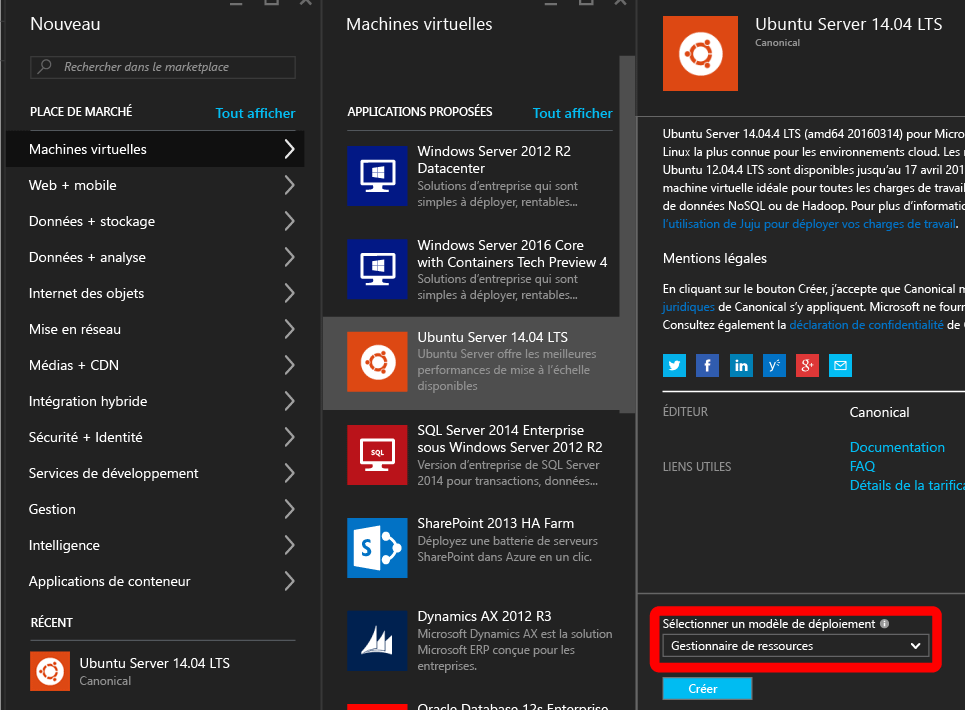 Nouveau
Rechercher dans le marketplace
PLACE DE MARCHÉ
Tout afficher
Machines virtuelles
Web + mobile
Données + stockage
Données + analyse
Internet des objets
Mise en réseau
Médias + CDN
Intégration hybride
Sécurité + Identité
Services de développement
Gestion
Intelligence
Applications de conteneur
RÉCENT
Ubuntu Server 14.04 LTS
Canonical
Machines virtuelles
APPLICATIONS PROPOSÉES
Tout afficher
Windows Server 2012 R2
Datacenter
Solutions d'entreprise qui sont
simples à déployer, rentables...
Windows Server 2016 Core
with Containers Tech Preview 4
Solutions d'entreprise qui sont
simples à déployer, rentables...
Ubuntu Server 14.04 LTS
Ubuntu Server offre les meilleures
performances de mise à l'échelle
disponibles
SQL
SQL Server 2014 Enterprise
sous Windows Server 2012 R2
Version d'entreprise de SQL Server
2014 pour transactions, données...
S
SharePoint 2013 HA Farm
Déployez une batterie de serveurs
SharePoint dans Azure en un clic.
Dynamics AX 2012 R3
Microsoft Dynamics AX est la solution
Microsoft ERP conçue pour les
entreprises.
Oracle Database 12s Enterprise
Ubuntu Server 14.04 LTS
Canonical
Ubuntu Server 14.04.4 LTS (amd64 20160314) pour Micro
Linux la plus connue pour les environnements cloud. Les
Ubuntu 12.04.4 LTS sont disponibles jusqu'au 17 avril 201
machine virtuelle idéale pour toutes les charges de travail
de données NoSQL ou de Hadoop. Pour plus d'informatio
l'utilisation de Juju pour déployer vos charges de travail.
Mentions légales
En cliquant sur le bouton Créer, j'accepte que Canonical m
juridiques de Canonical s'y appliquent. Microsoft ne fourn
Consultez également la déclaration de confidentialité de
ÉDITEUR
Canonical
LIENS UTILES
Documentation
FAQ
Détails de la tarifica
Sélectionner un modèle de déploiement
Gestionnaire de ressources
Créer